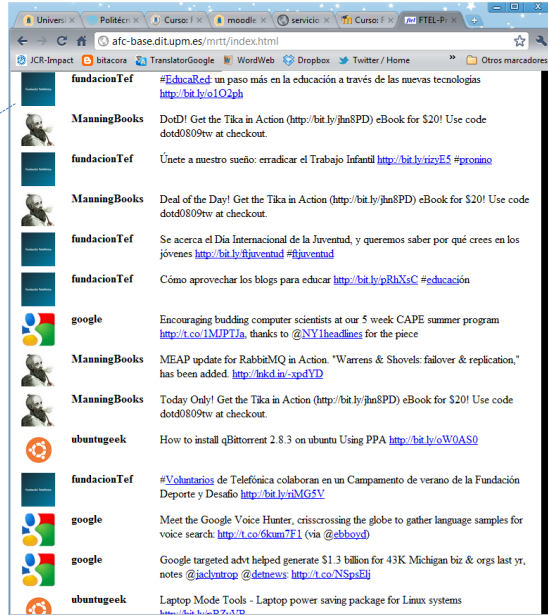 Universi
Politécn
Curso: F
moodle
servicio
Curso: F
FTEL-Pr
afc-base.dit.upm.es/mrtt/index.html
JCR-Impact bitacora TranslatorGoogle WordWeb Dropbox Twitter / Home » Otros marcadores
fundacionTef #EducaRed: un paso más en la educación a través de las nuevas tecnologías
http://bit.ly/o1O2ph
ManningBooks DotD! Get the Tika in Action (http://bit.ly/jhn8PD) eBook for $20! Use code
dotd0809tw at checkout.
fundacionTef Únete a nuestro sueño: erradicar el Trabajo Infantil http://bit.ly/rizyE5 #pronino
ManningBooks Deal of the Day! Get the Tika in Action (http://bit.ly/jhn8PD) eBook for $20! Use code
dotd0809tw at checkout.
fundacionTef Se acerca el Día Internacional de la Juventud, y queremos saber por qué crees en los
jóvenes http://bit.ly/ftjuventud #ftjuventud
fundacionTef Cómo aprovechar los blogs para educar http://bit.ly/pRhXsC #educación
google Encouraging budding computer scientists at our 5 week CAPE summer program
http://t.co/1MJPTJa, thanks to @NY1headlines for the piece
ManningBooks MEAP update for RabbitMQ in Action. "Warrens & Shovels: failover & replication,"
has been added. http://lnkd.in/-xpdYD
ManningBooks Today Only! Get the Tika in Action (http://bit.ly/jhn8PD) eBook for $20! Use code
dotd0809tw at checkout.
ubuntugeek How to install qBittorrent 2.8.3 on ubuntu Using PPA http://bit.ly/oW0AS0
fundacionTef #Voluntarios de Telefónica colaboran en un Campamento de verano de la Fundación
Deporte y Desafio http://bit.ly/riMG5V
google Meet the Google Voice Hunter, crisscrossing the globe to gather language samples for
voice search: http://t.co/6kum7F1 (via @ebboyd)
google Google targeted advt helped generate $1.3 billion for 43K Michigan biz & orgs last yr,
notes @jaclyntrop @detnews: http://t.co/NSpsElj
ubuntugeek Laptop Mode Tools - Laptop power saving package for Linux systems